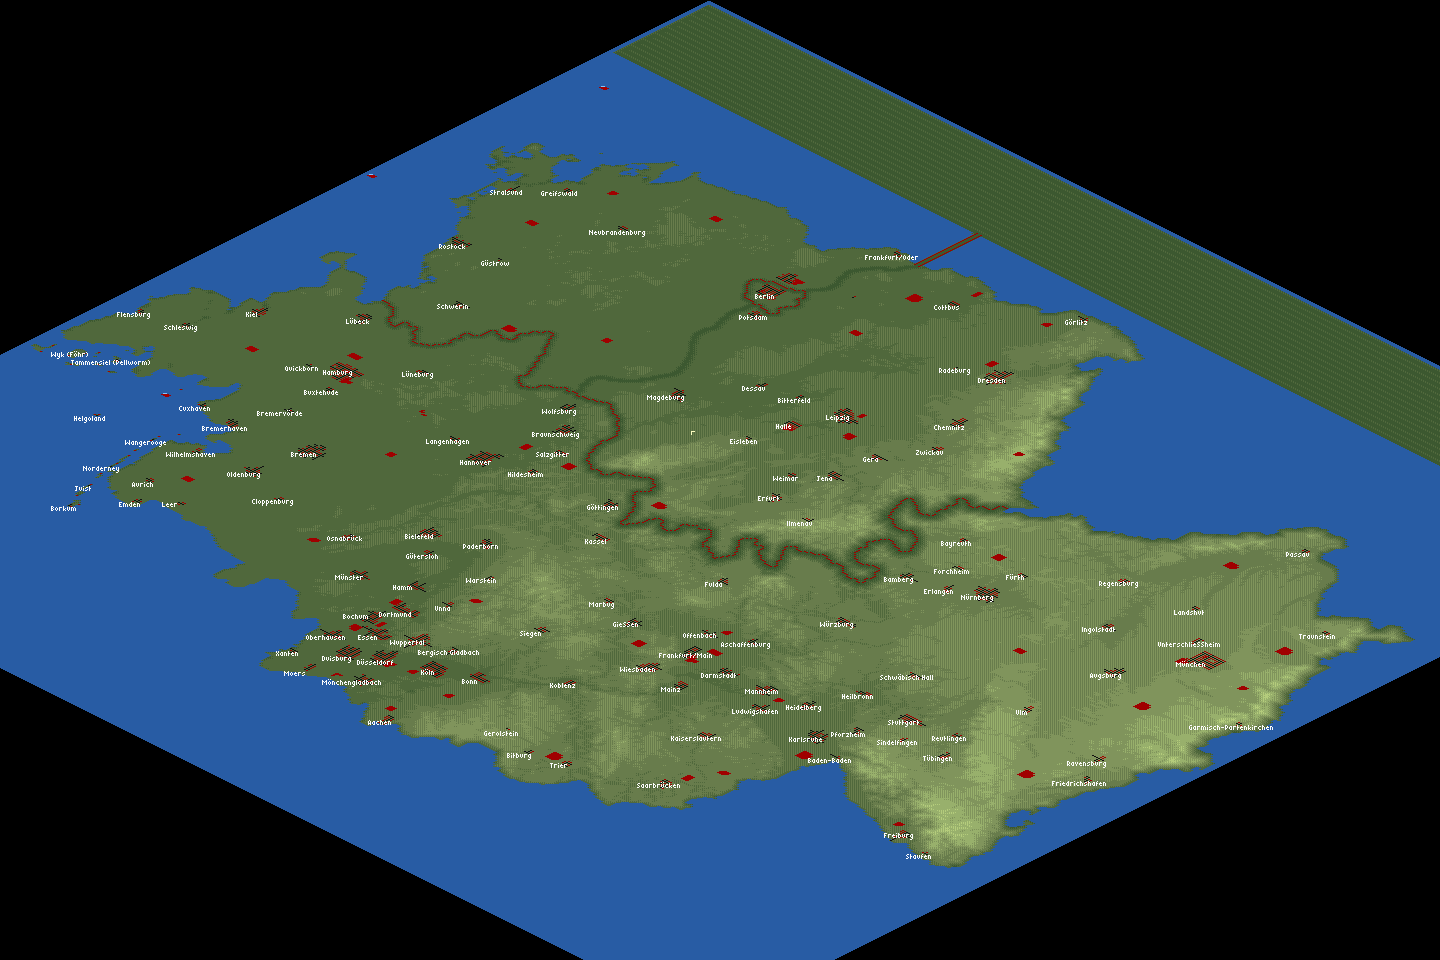 Stralsund
Greifswald
Neubrandenburg
Rostock
Güstrow
Frankfurt/Oder
Berlin
Schwerin
Cottbus
Flensburg
Kiel
Potsdam
Lübeck
Görlitz
Schleswig
Wyk (Föhr)
Tammensiel (Pellworm)
Quickborn
Hamburg
Lüneburg
Radeburg
Dresden
Dessau
Buxtehude
Magdeburg
Bitterfeld
Cuxhaven
Bremervörde
Wolfsburg
Helgoland
Leipzig
Bremerhaven
Halle
Chemnitz
Braunschweig
Wangerooge
Langenhagen
Eisleben
Wilhelmshaven
Bremen
Salzgitter
Zwickau
Hannover
Gera
Norderney
Oldenburg
Hildesheim
Weimar
Jena
Aurich
Juist
Cloppenburg
Erfurt
Emden
Leer
Borkum
Göttingen
Ilmenau
Osnabrück
Bielefeld
Kassel
Paderborn
Bayreuth
Gütersloh
Passau
Münster
Warstein
Forchheim
Bamberg
Fürth
Hamm
Fulda
Regensburg
Erlangen
Nürnberg
Marbug
Unna
Bochum
Dortmund
Landshut
Giessen
Würzburg
Ingolstadt
Siegen
Oberhausen
Essen
Offenbach
Traunstein
Wuppertal
Aschaffenburg
Unterschleißheim
Xanten
Bergisch Gladbach
Duisburg
Düsseldorf
Frankfurt/Main
München
Moers
Köln
Wiesbaden
Darmstadt
Schwäbisch Hall
Augsburg
Mönchengladbach
Bonn
Koblenz
Mainz
Mannheim
Heilbronn
Ludwigshafen
Heidelberg
Ulm
Aachen
Stuttgart
Garmisch-Partenkirchen
Gerolstein
Kaiserslautern
Karlsruhe
Pforzheim
Sindelfingen
Reutlingen
Bitburg
Tübingen
Baden-Baden
Ravensburg
Trier
Saarbrücken
Friedrichshafen
Freiburg
Staufen